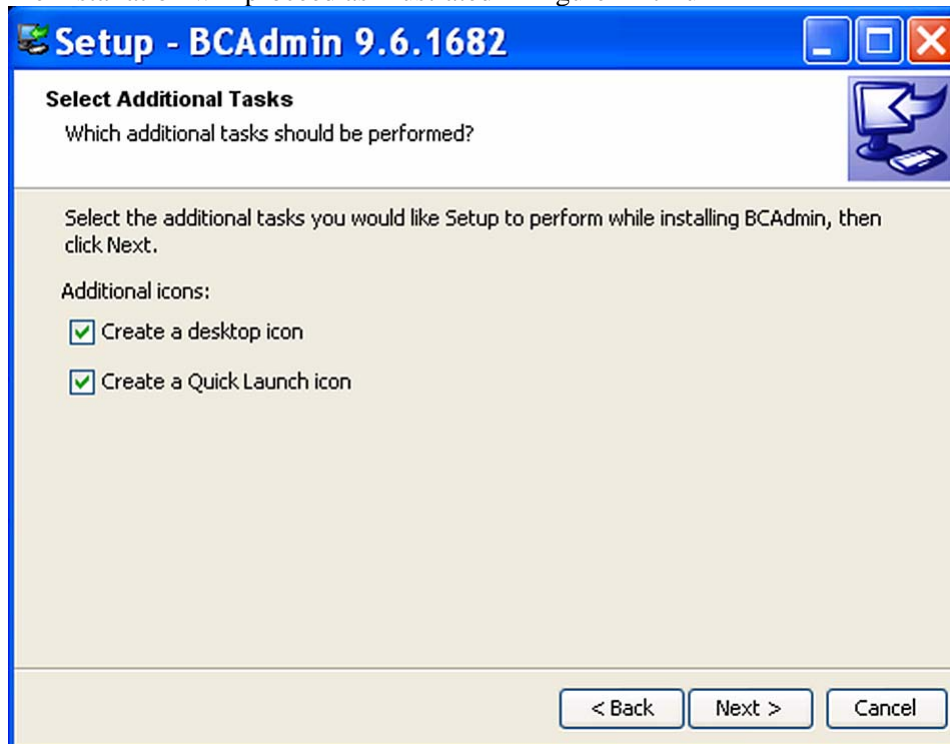 Setup - BCAdmin 9.6.1682
Select Additional Tasks
Which additional tasks should be performed?
Select the additional tasks you would like Setup to perform while installing BCAdmin, then
click Next.
Additional icons:
Create a desktop icon
Create a Quick Launch icon
< Back Next > Cancel